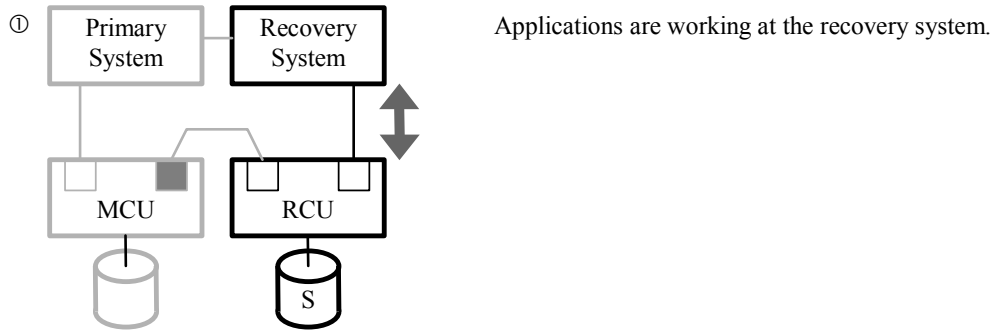 ①
Primary
System
Recovery
System
Applications are working at the recovery system.
MCU
RCU
S